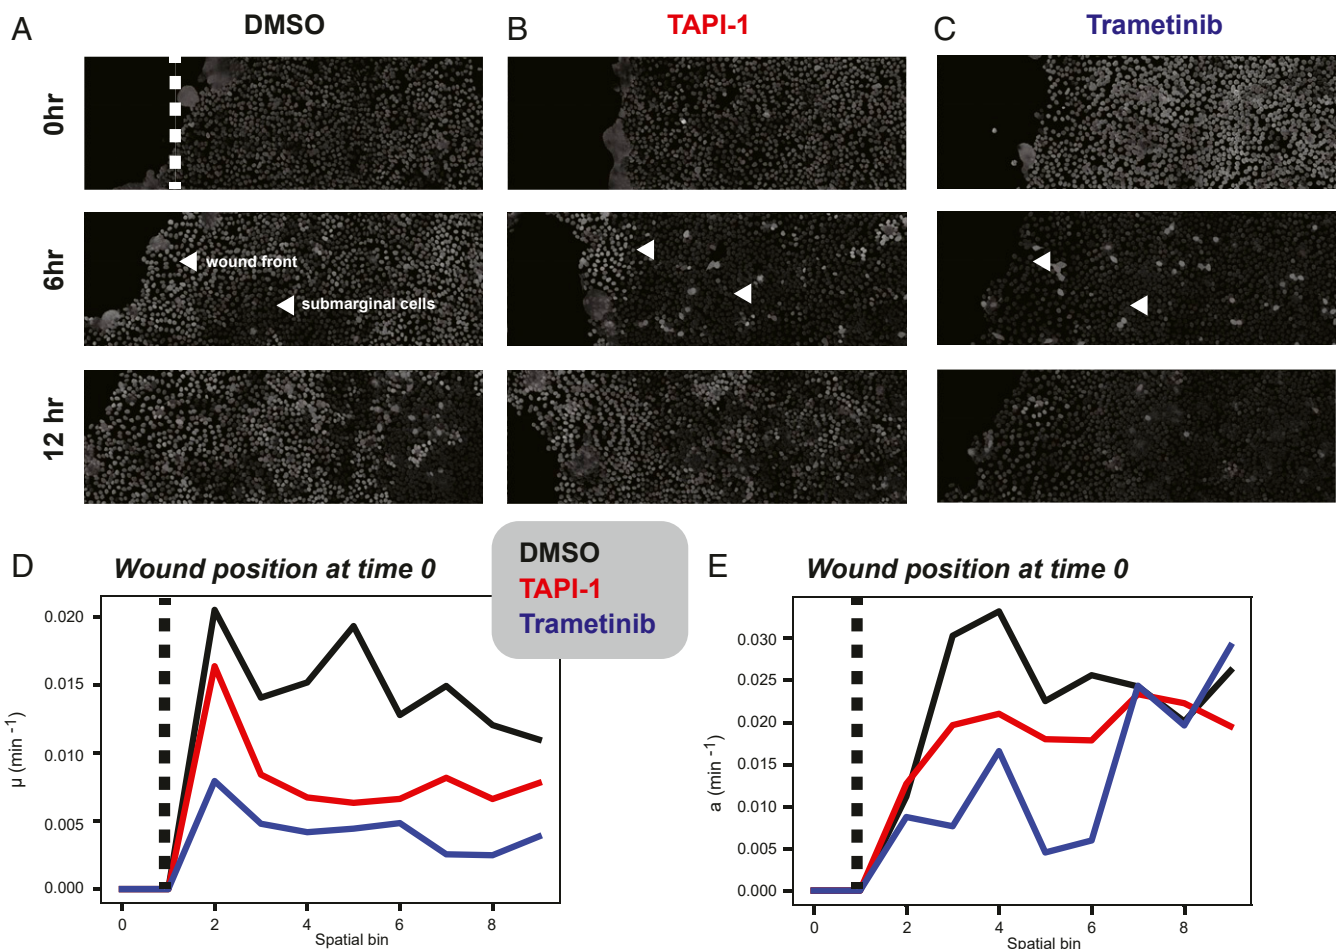 A DMSO
B TAPI-1
C Trametinib
0hr
6hr
wound front
submarginal cells
12 hr
DMSO
TAPI-1
Trametinib
D Wound position at time 0
0.020
0.015
0.010
0.005
0.000
µ (min -1)
0 2 4 6 8
Spatial bin
E Wound position at time 0
0.030
0.025
0.020
0.015
0.010
0.005
0.000
a (min -1)
0 2 4 6 8
Spatial bin